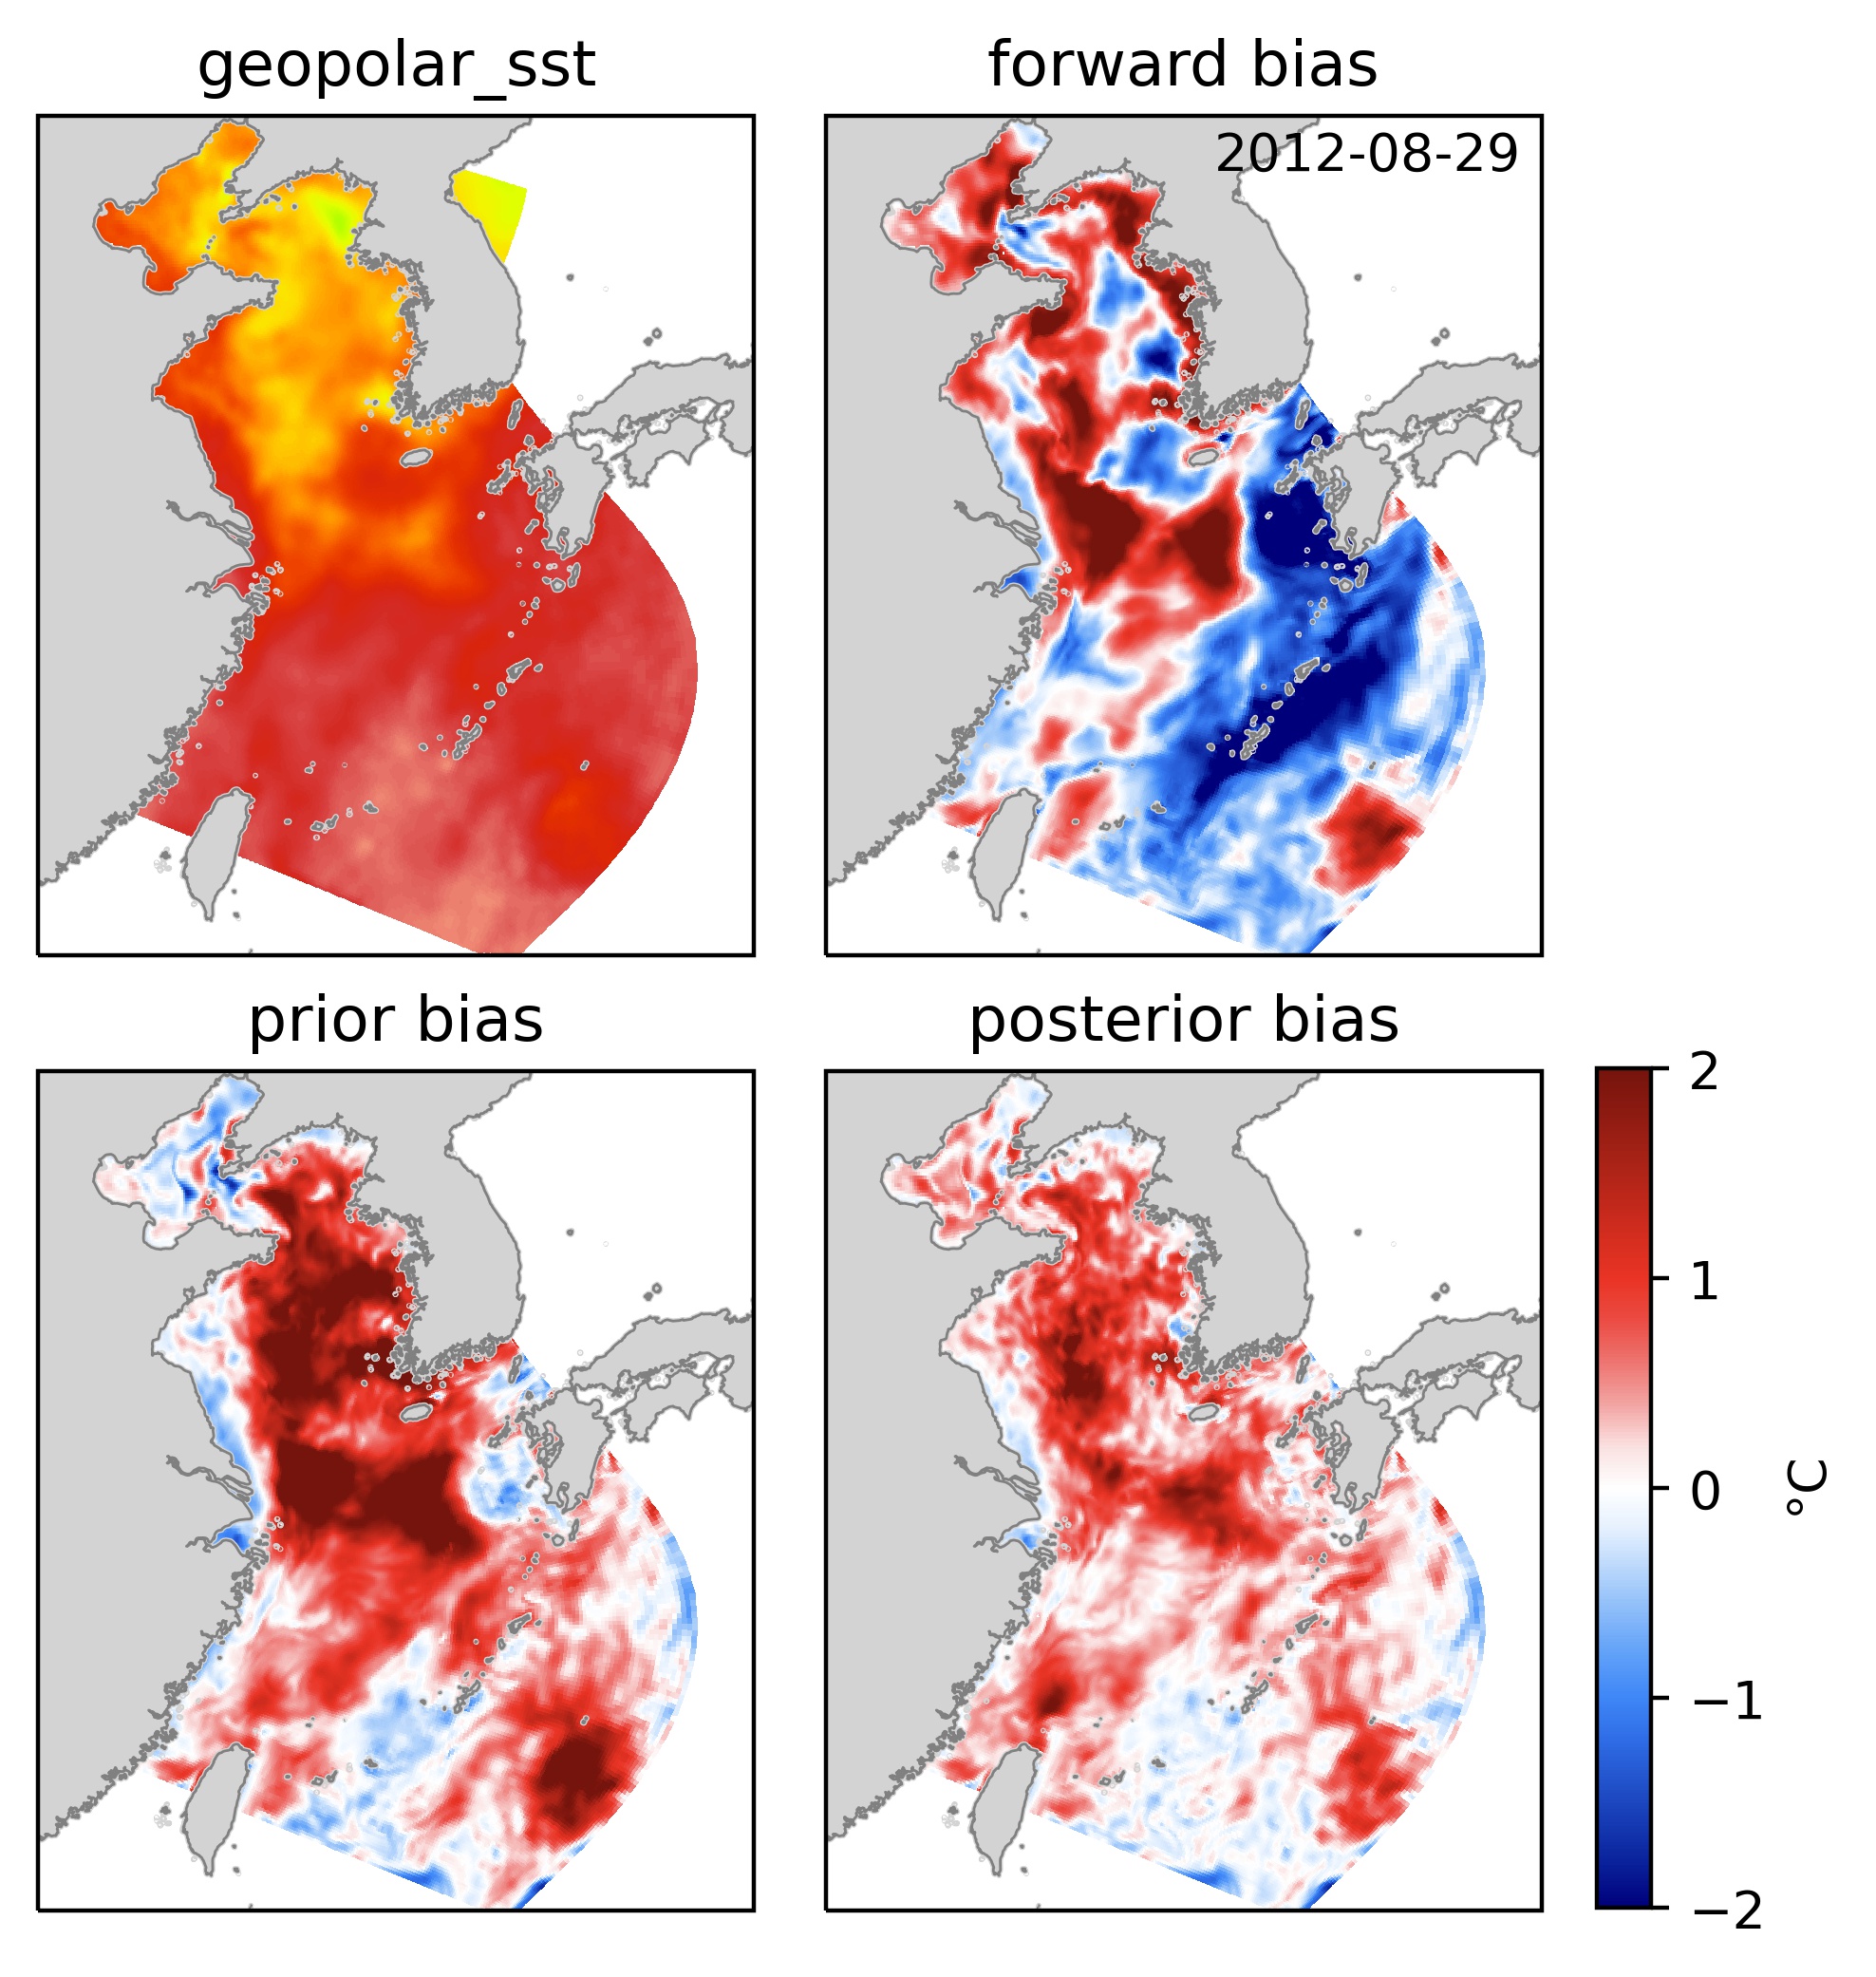 geopolar_sst
forward bias
2012-08-29
prior bias
posterior bias
2
1
0
−1
−2
°C